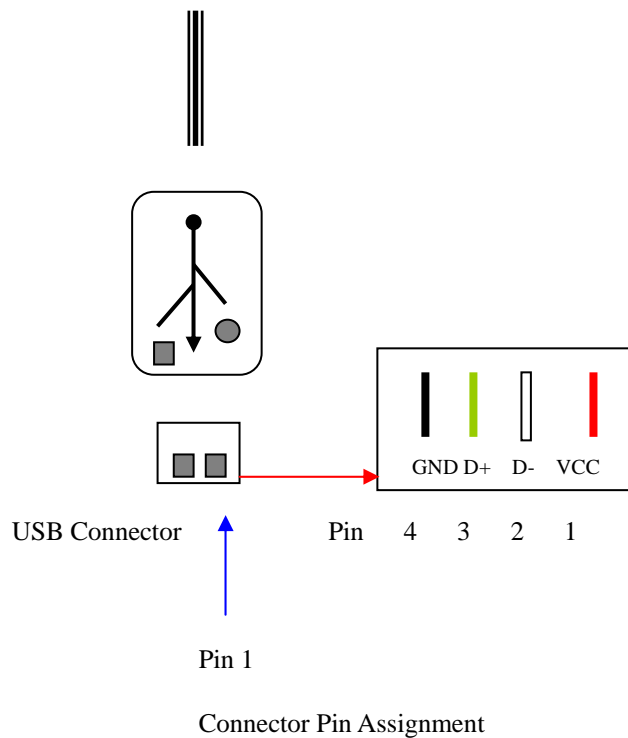 GND D+ D- VCC
USB Connector Pin 4 3 2 1
Pin 1
Connector Pin Assignment